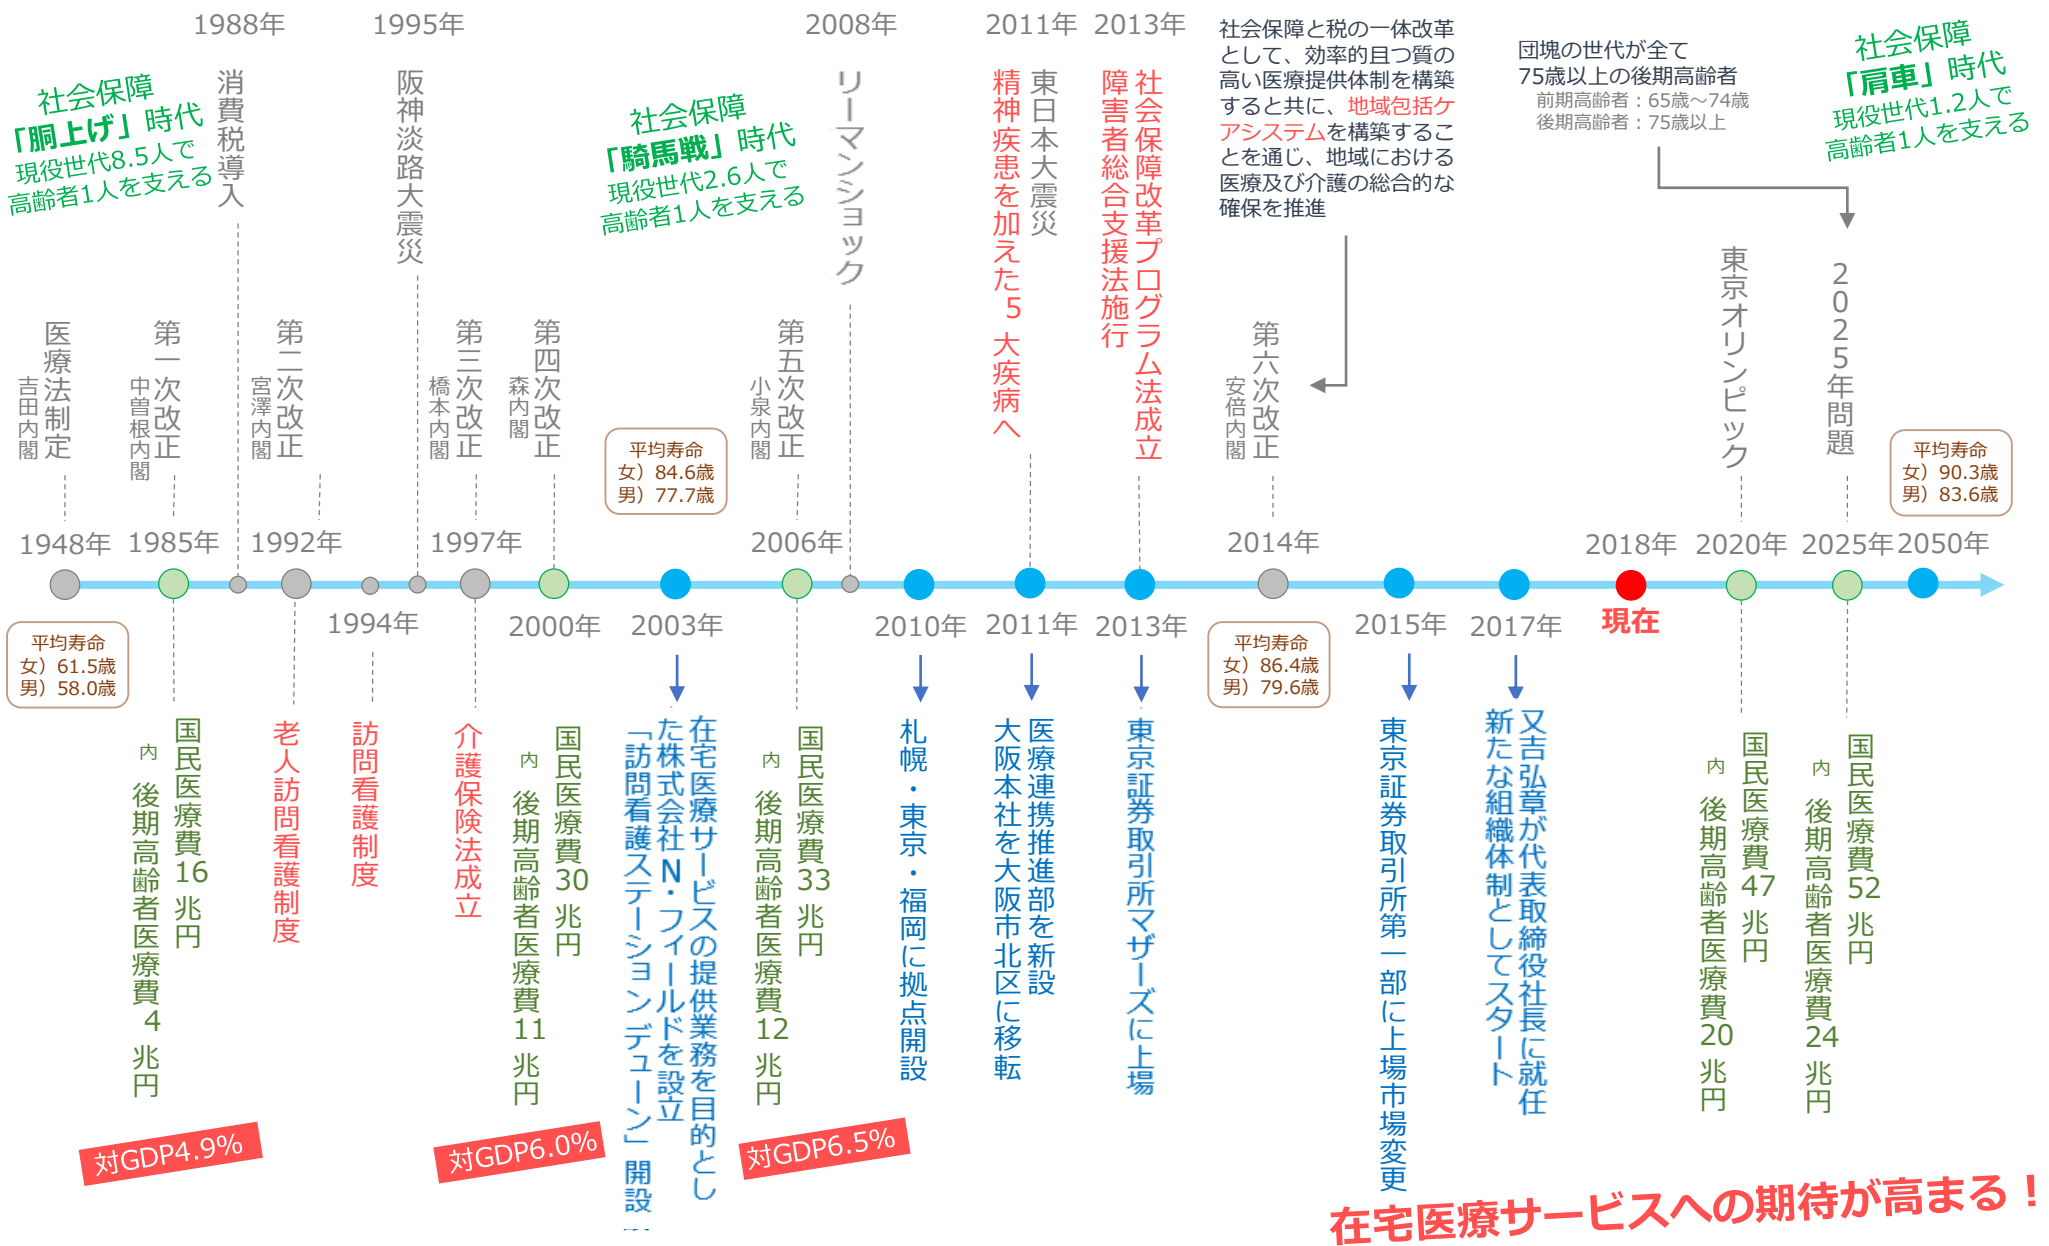 1988年
1995年
2008年
2011年
2013年
社会保障
「胴上げ」時代
現役世代8.5人で
高齢者1人を支える
消費税導入
阪神淡路大震災
社会保障
「騎馬戦」時代
現役世代2.6人で
高齢者1人を支える
リーマンショック
東日本大震災
精神疾患を加えた5大疾病へ
社会保障改革プログラム法成立
障害者総合支援法施行
社会保障と税の一体改革
として、効率的且つ質の
高い医療提供体制を構築
すると共に、地域包括ケ
アシステムを構築するこ
とを通じ、地域における
医療及び介護の総合的な
確保を推進
団塊の世代が全て
75歳以上の後期高齢者
前期高齢者：65歳～74歳
後期高齢者：75歳以上
社会保障
「肩車」時代
現役世代1.2人で
高齢者1人を支える
医療法制定
吉田内閣
第一次改正
中曽根内閣
第二次改正
宮澤内閣
第三次改正
橋本内閣
第四次改正
森内閣
平均寿命
女）84.6歳
男）77.7歳
第五次改正
小泉内閣
第六次改正
安倍内閣
東京オリンピック
2025年問題
平均寿命
女）90.3歳
男）83.6歳
1948年
1985年
1992年
1997年
2006年
2014年
2018年
2020年
2025年
2050年
1994年
2000年
2003年
2010年
2011年
2013年
2015年
2017年
現在
平均寿命
女）61.5歳
男）58.0歳
平均寿命
女）86.4歳
男）79.6歳
国民医療費16兆円
内 後期高齢者医療費4兆円
老人訪問看護制度
訪問看護制度
介護保険法成立
国民医療費30兆円
内 後期高齢者医療費11兆円
在宅医療サービスの提供業務を目的とし
た株式会社N・フィールドを設立
「訪問看護ステーションデューン」開設
国民医療費33兆円
内 後期高齢者医療費12兆円
札幌・東京・福岡に拠点開設
医療連携推進部を新設
大阪本社を大阪市北区に移転
東京証券取引所マザーズに上場
東京証券取引所第一部に上場市場変更
又吉弘章が代表取締役社長に就任
新たな組織体制としてスタート
国民医療費47兆円
内 後期高齢者医療費20兆円
国民医療費52兆円
内 後期高齢者医療費24兆円
対GDP4.9%
対GDP6.0%
対GDP6.5%
在宅医療サービスへの期待が高まる！